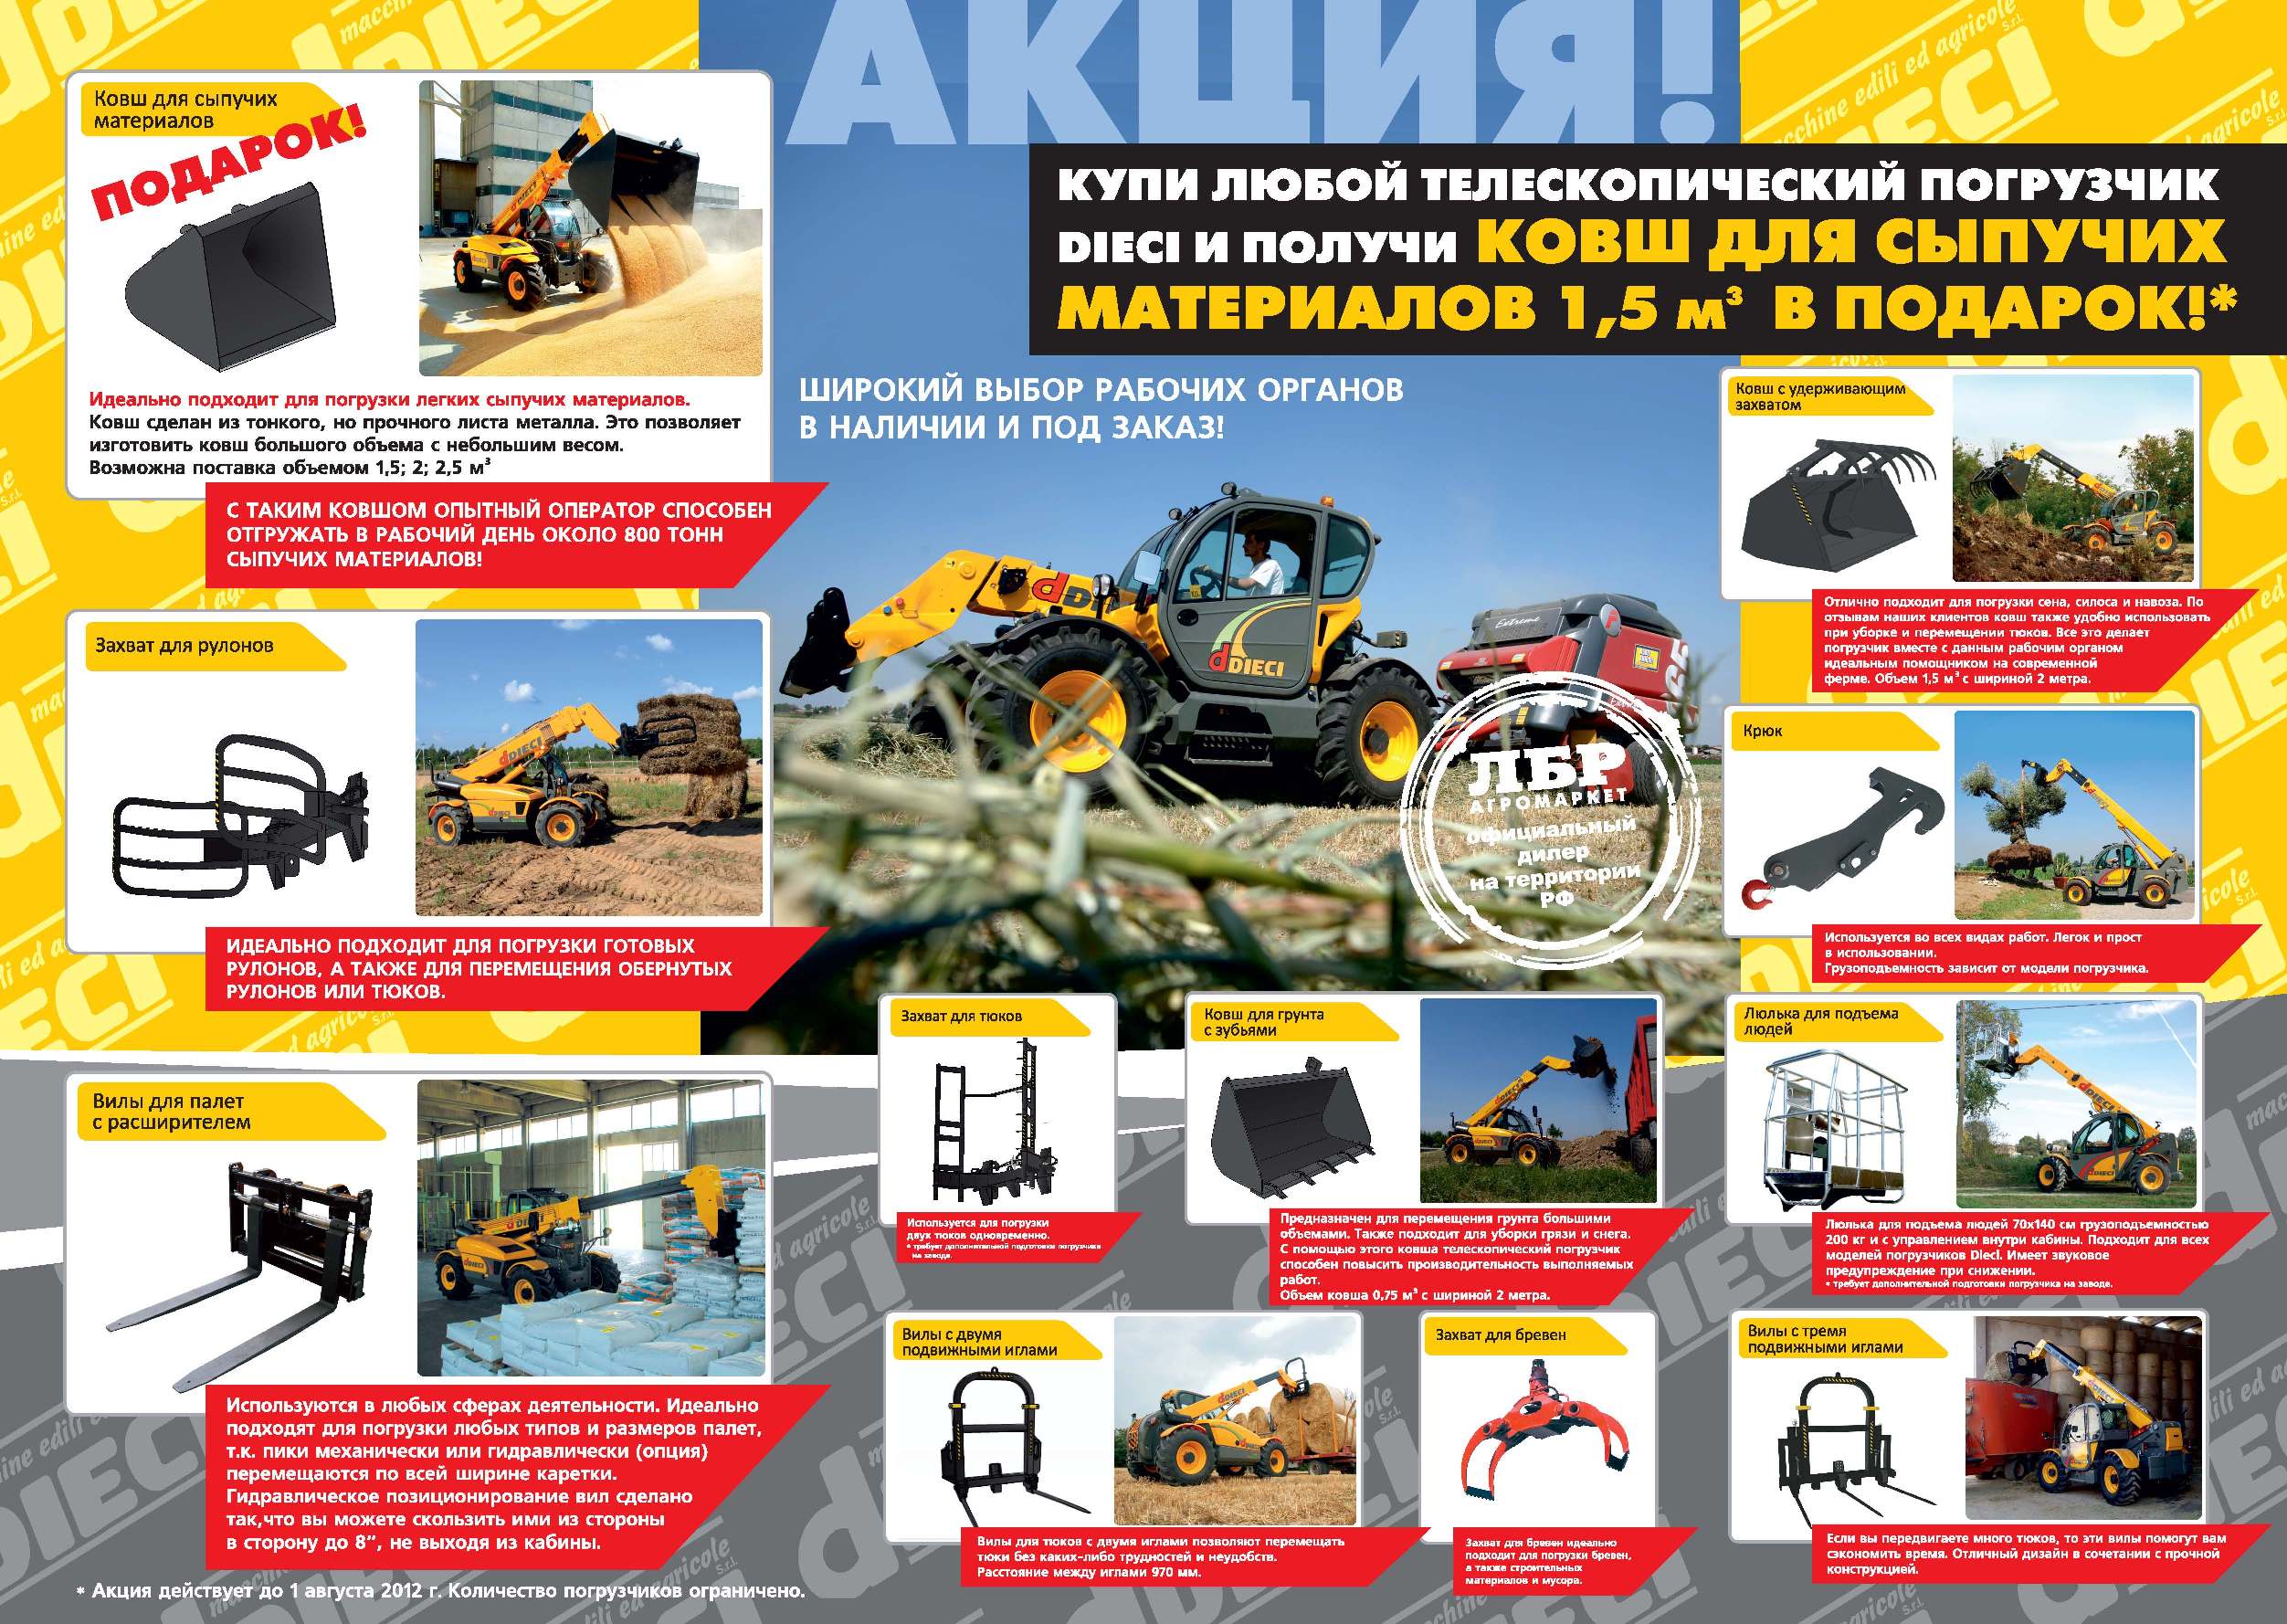 АКЦИЯ!
КУПИ ЛЮБОЙ ТЕЛЕСКОПИЧЕСКИЙ ПОГРУЗЧИК
DIECI И ПОЛУЧИ КОВШ ДЛЯ СЫПУЧИХ
МАТЕРИАЛОВ 1,5 м³ В ПОДАРОК!*
ШИРОКИЙ ВЫБОР РАБОЧИХ ОРГАНОВ
В НАЛИЧИИ И ПОД ЗАКАЗ!
Ковш для сыпучих
материалов
ПОДАРОК!
Идеально подходит для погрузки легких сыпучих материалов.
Ковш сделан из тонкого, но прочного листа металла. Это позволяет
изготовить ковш большого объема с небольшим весом.
Возможна поставка объемом 1,5; 2; 2,5 м³
С ТАКИМ КОВШОМ ОПЫТНЫЙ ОПЕРАТОР СПОСОБЕН
ОТГРУЖАТЬ В РАБОЧИЙ ДЕНЬ ОКОЛО 800 ТОНН
СЫПУЧИХ МАТЕРИАЛОВ!
Захват для рулонов
ИДЕАЛЬНО ПОДХОДИТ ДЛЯ ПОГРУЗКИ ГОТОВЫХ
РУЛОНОВ, А ТАКЖЕ ДЛЯ ПЕРЕМЕЩЕНИЯ ОБЕРНУТЫХ
РУЛОНОВ ИЛИ ТЮКОВ.
Вилы для палет
с расширителем
Используются в любых сферах деятельности. Идеально
подходят для погрузки любых типов и размеров палет,
т.к. пики механически или гидравлически (опция)
перемещаются по всей ширине каретки.
Гидравлическое позиционирование вил сделано
так,что вы можете скользить ими из стороны
в сторону до 8”, не выходя из кабины.
* Акция действует до 1 августа 2012 г. Количество погрузчиков ограничено.
dDIECI
Extreme
ЛБР
АГРОМАРКЕТ
официальный
дилер
на территории
РФ
Ковш с удерживающим
захватом
Отлично подходит для погрузки сена, силоса и навоза. По
отзывам наших клиентов ковш также удобно использовать
при уборке и перемещении тюков. Все это делает
погрузчик вместе с данным рабочим органом
идеальным помощником на современной
ферме. Объем 1,5 м³ с шириной 2 метра.
Крюк
Используется во всех видах работ. Легок и прост
в использовании.
Грузоподъемность зависит от модели погрузчика.
Захват для тюков
Используется для погрузки
двух тюков одновременно.
* требует дополнительной подготовки погрузчика
на заводе.
Ковш для грунта
с зубьями
Предназначен для перемещения грунта большими
объемами. Также подходит для уборки грязи и снега.
С помощью этого ковша телескопический погрузчик
способен повысить производительность выполняемых
работ.
Объем ковша 0,75 м³ с шириной 2 метра.
Люлька для подъема
людей
Люлька для подъема людей 70х140 см грузоподъемностью
200 кг и с управлением внутри кабины. Подходит для всех
моделей погрузчиков Dieci. Имеет звуковое
предупреждение при снижении.
* требует дополнительной подготовки погрузчика на заводе.
Вилы с двумя
подвижными иглами
Вилы для тюков с двумя иглами позволяют перемещать
тюки без каких-либо трудностей и неудобств.
Расстояние между иглами 970 мм.
Захват для бревен
Захват для бревен идеально
подходит для погрузки бревен,
а также строительных
материалов и мусора.
Вилы с тремя
подвижными иглами
Если вы передвигаете много тюков, то эти вилы помогут вам
сэкономить время. Отличный дизайн в сочетании с прочной
конструкцией.
macchine edili ed agricole
S.r.l.